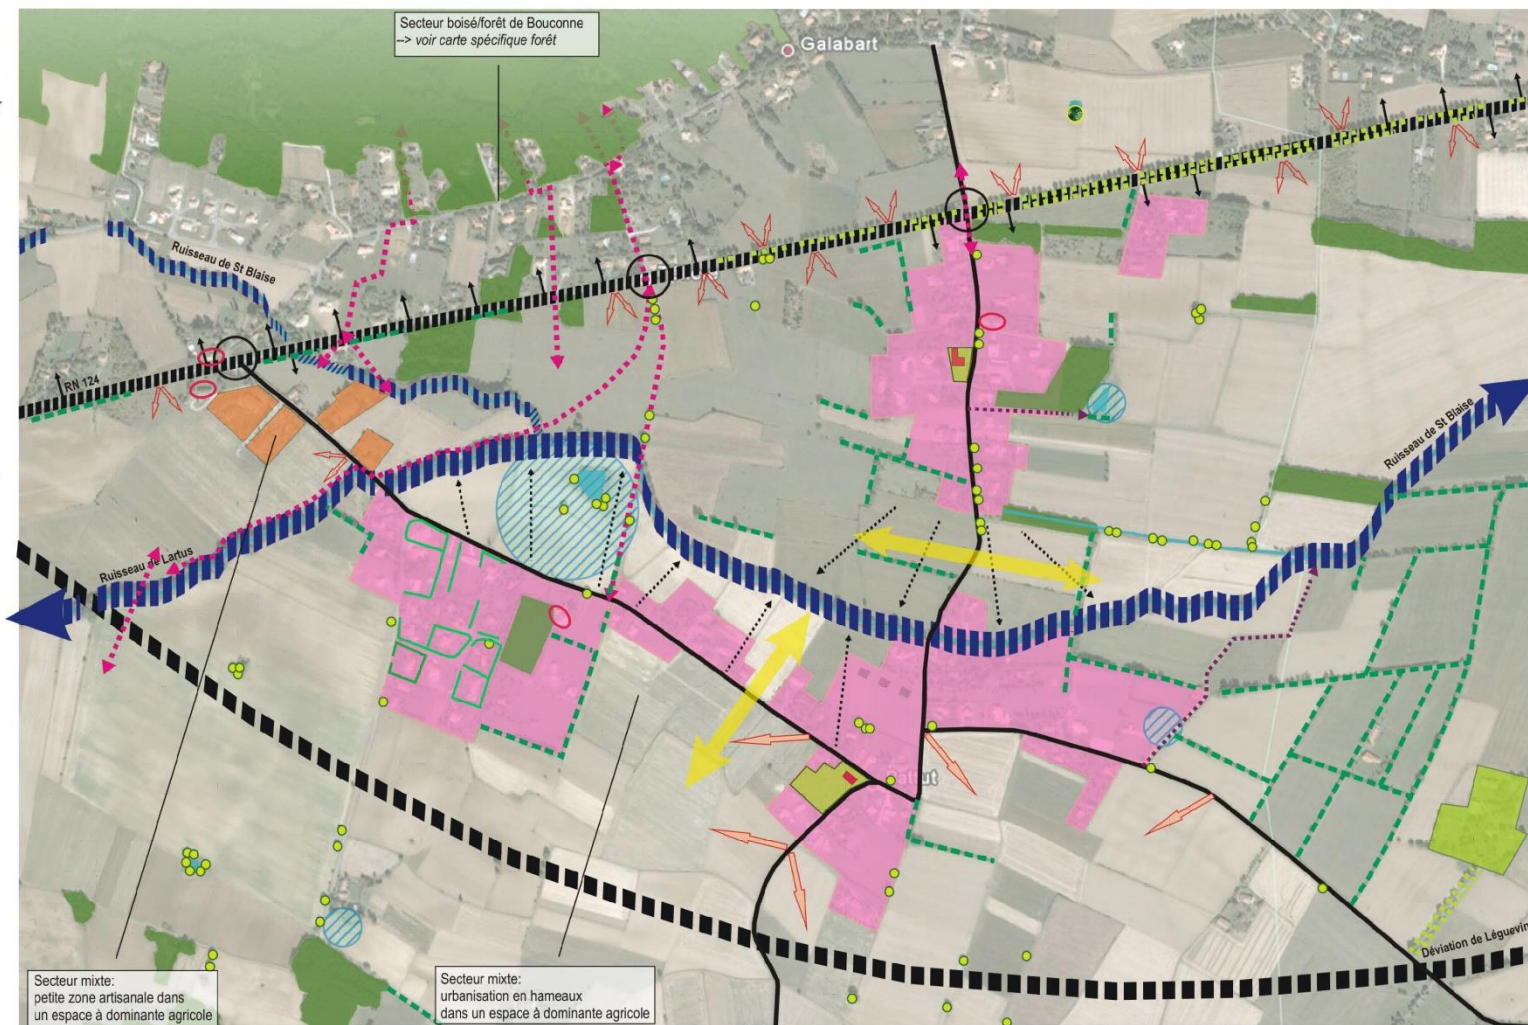 Secteur boisé/forêt de Bouconne
--> voir carte spécifique forêt
Galabart
Ruisseau de St Blaise
RN 124
Ruisseau de St Blaise
Ruisseau de Lartus
Déviation de Léguevin
Secteur mixte:
petite zone artisanale dans
un espace à dominante agricole
Secteur mixte:
urbanisation en hameaux
dans un espace à dominante agricole